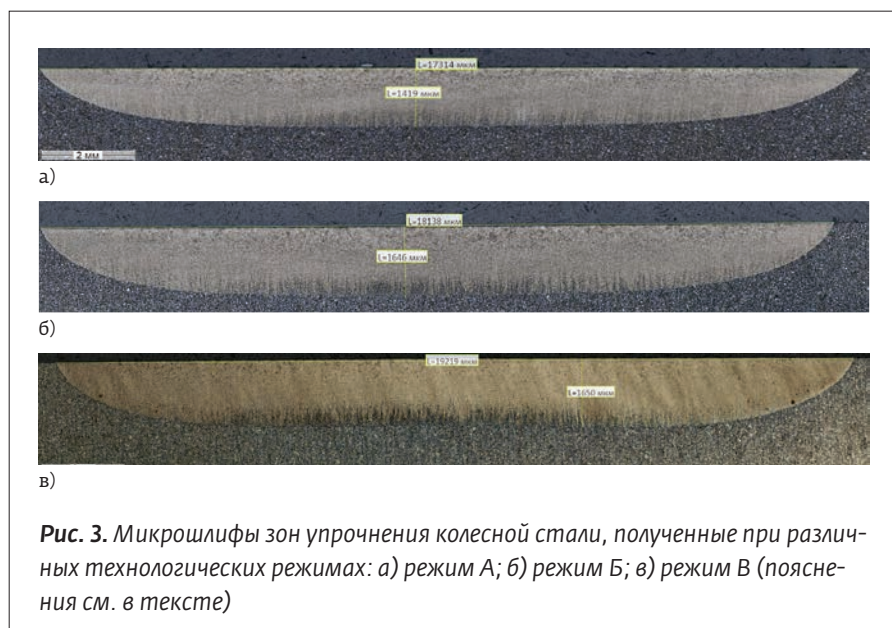 L=17314 мкм
L=1419 мкм
2 мм
а)
L=18138 мкм
L=1646 мкм
б)
L=19219 мкм
L=1650 мкм
в)
Рис. 3. Микрошлифы зон упрочнения колесной стали, полученные при различ-
ных технологических режимах: а) режим А; б) режим Б; в) режим В (поясне-
ния см. в тексте)